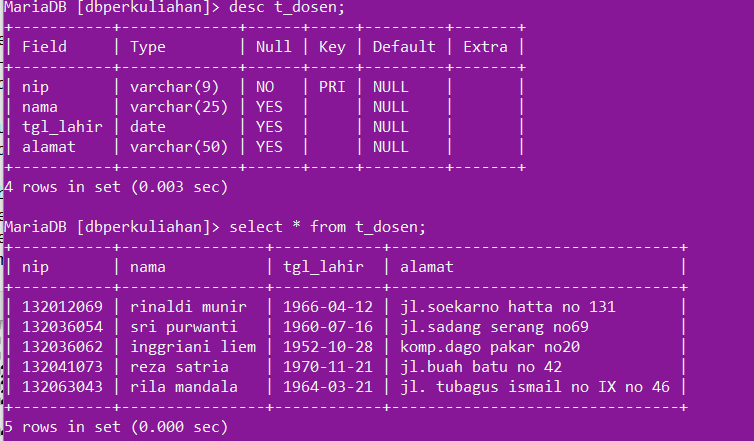 MariaDB [dbperkuliahan]> desc t_dosen;
+-----------+-------------+------+-----+---------+-------+
| Field     | Type        | Null | Key | Default | Extra |
+-----------+-------------+------+-----+---------+-------+
| nip       | varchar(9)  | NO   | PRI | NULL    |       |
| nama      | varchar(25) | YES  |     | NULL    |       |
| tgl_lahir | date        | YES  |     | NULL    |       |
| alamat    | varchar(50) | YES  |     | NULL    |       |
+-----------+-------------+------+-----+---------+-------+
4 rows in set (0.003 sec)

MariaDB [dbperkuliahan]> select * from t_dosen;
+-----------+----------------+------------+-------------------------------+
| nip       | nama           | tgl_lahir  | alamat                        |
+-----------+----------------+------------+-------------------------------+
| 132012069 | rinaldi munir  | 1966-04-12 | jl.soekarno hatta no 131      |
| 132036054 | sri purwanti   | 1960-07-16 | jl.sadang serang no69         |
| 132036062 | inggriani liem | 1952-10-28 | komp.dago pakar no20          |
| 132041073 | reza satria    | 1970-11-21 | jl.buah batu no 42            |
| 132063043 | rila mandala   | 1964-03-21 | jl. tubagus ismail no IX no 46 |
+-----------+----------------+------------+-------------------------------+
5 rows in set (0.000 sec)